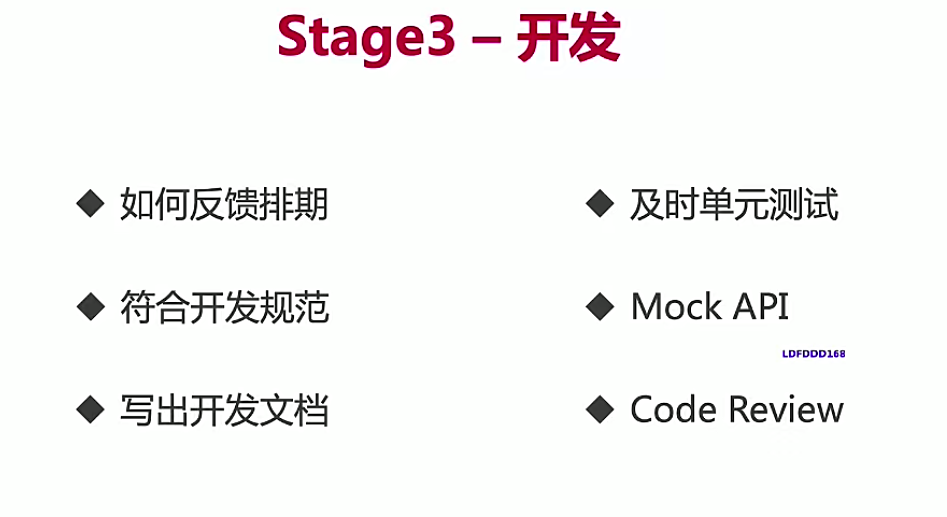 Stage3 – 开发
◆ 如何反馈排期
◆ 符合开发规范
◆ 写出开发文档
◆ 及时单元测试
◆ Mock API
LDFDDD168
◆ Code Review